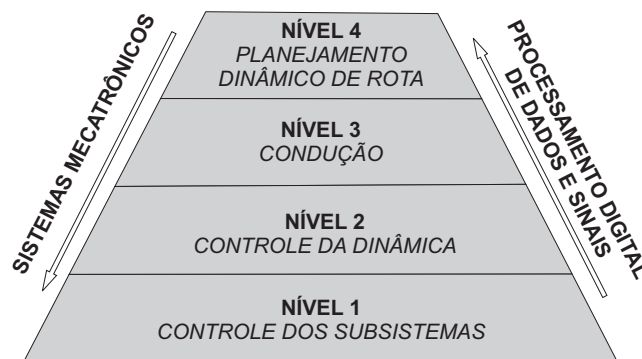 NÍVEL 4
PLANEJAMENTO
DINÂMICO DE ROTA
NÍVEL 3
CONDUÇÃO
NÍVEL 2
CONTROLE DA DINÂMICA
NÍVEL 1
CONTROLE DOS SUBSISTEMAS
SISTEMAS MECATRÔNICOS
PROCESSAMENTO DIGITAL
DE DADOS E SINAIS